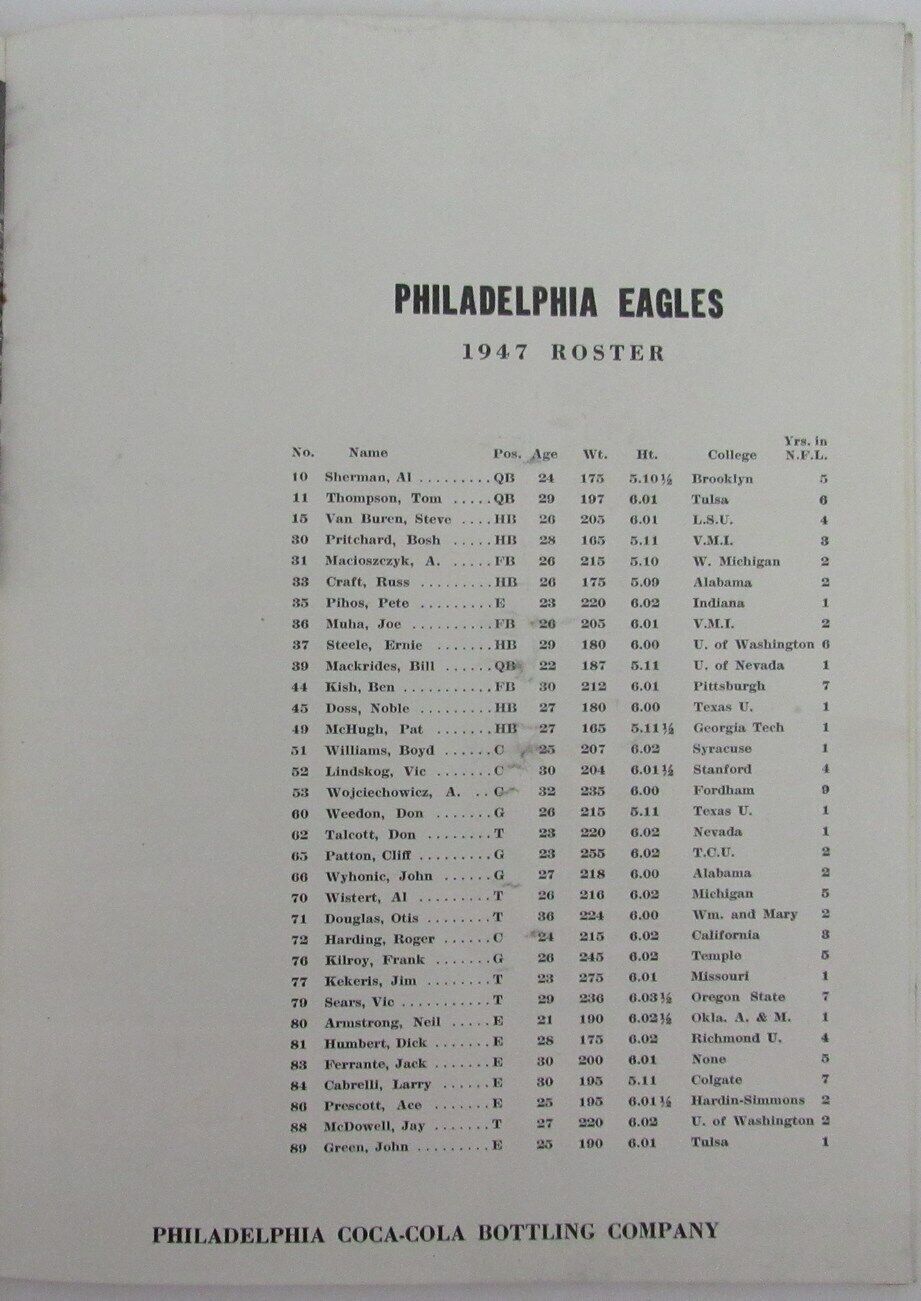 PHILADELPHIA EAGLES
1947 ROSTER
Yrs. in
No. Name Pos. Age Wt. Ht. College N.F.L.
10 Sherman, Al ......... QB 24 175 5.10½ Brooklyn 5
11 Thompson, Tom ..... QB 29 197 6.01 Tulsa 6
15 Van Buren, Steve .... HB 26 205 6.01 L.S.U. 4
30 Pritchard, Bosh ..... HB 28 165 5.11 V.M.I. 3
31 Macioszczyk, A. ..... FB 26 215 5.10 W. Michigan 2
33 Craft, Russ ......... HB 26 175 5.09 Alabama 2
35 Pihos, Pete ......... E 23 220 6.02 Indiana 1
36 Muha, Joe .......... FB 26 205 6.01 V.M.I. 2
37 Steele, Ernie ....... HB 29 180 6.00 U. of Washington 6
39 Mackrides, Bill ...... QB 22 187 5.11 U. of Nevada 1
44 Kish, Ben ........... FB 30 212 6.01 Pittsburgh 7
45 Doss, Noble ......... HB 27 180 6.00 Texas U. 1
49 McHugh, Pat ....... HB 27 165 5.11½ Georgia Tech 1
51 Williams, Boyd ...... C 25 207 6.02 Syracuse 1
52 Lindskog, Vic ....... C 30 204 6.01½ Stanford 4
53 Wojciechowicz, A. .. C 32 235 6.00 Fordham 9
60 Weedon, Don ....... G 26 215 5.11 Texas U. 1
62 Talcott, Don ........ T 23 220 6.02 Nevada 1
65 Patton, Cliff ......... G 23 255 6.02 T.C.U. 2
66 Wyhonic, John ...... G 27 218 6.00 Alabama 2
70 Wistert, Al ......... T 26 216 6.02 Michigan 5
71 Douglas, Otis ........ T 36 224 6.00 Wm. and Mary 2
72 Harding, Roger ...... C 24 215 6.02 California 3
76 Kilroy, Frank ....... G 26 245 6.02 Temple 5
77 Kekeris, Jim ........ T 23 275 6.01 Missouri 1
79 Sears, Vic ........... T 29 236 6.03½ Oregon State 7
80 Armstrong, Neil ..... E 21 190 6.02½ Okla. A. & M. 1
81 Humbert, Dick ....... E 28 175 6.02 Richmond U. 4
83 Ferrante, Jack ....... E 30 200 6.01 None 5
84 Cabrelli, Larry ...... E 30 195 5.11 Colgate 7
86 Prescott, Ace ....... E 25 195 6.01½ Hardin-Simmons 2
88 McDowell, Jay ...... T 27 220 6.02 U. of Washington 2
89 Green, John ......... E 25 190 6.01 Tulsa 1
PHILADELPHIA COCA-COLA BOTTLING COMPANY